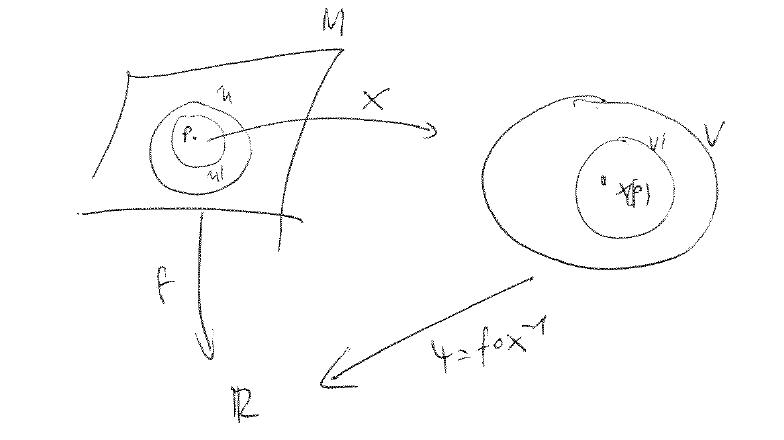 M
u
X
p.
u'
V
V'
x(p)
f
ψ = f∘x⁻¹
ℝ